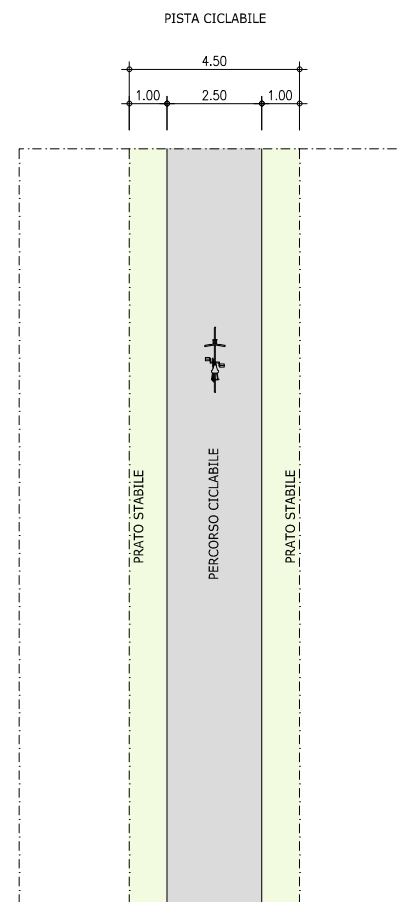 PISTA CICLABILE
4.50
1.00 2.50 1.00
PRATO STABILE
PERCORSO CICLABILE
PRATO STABILE